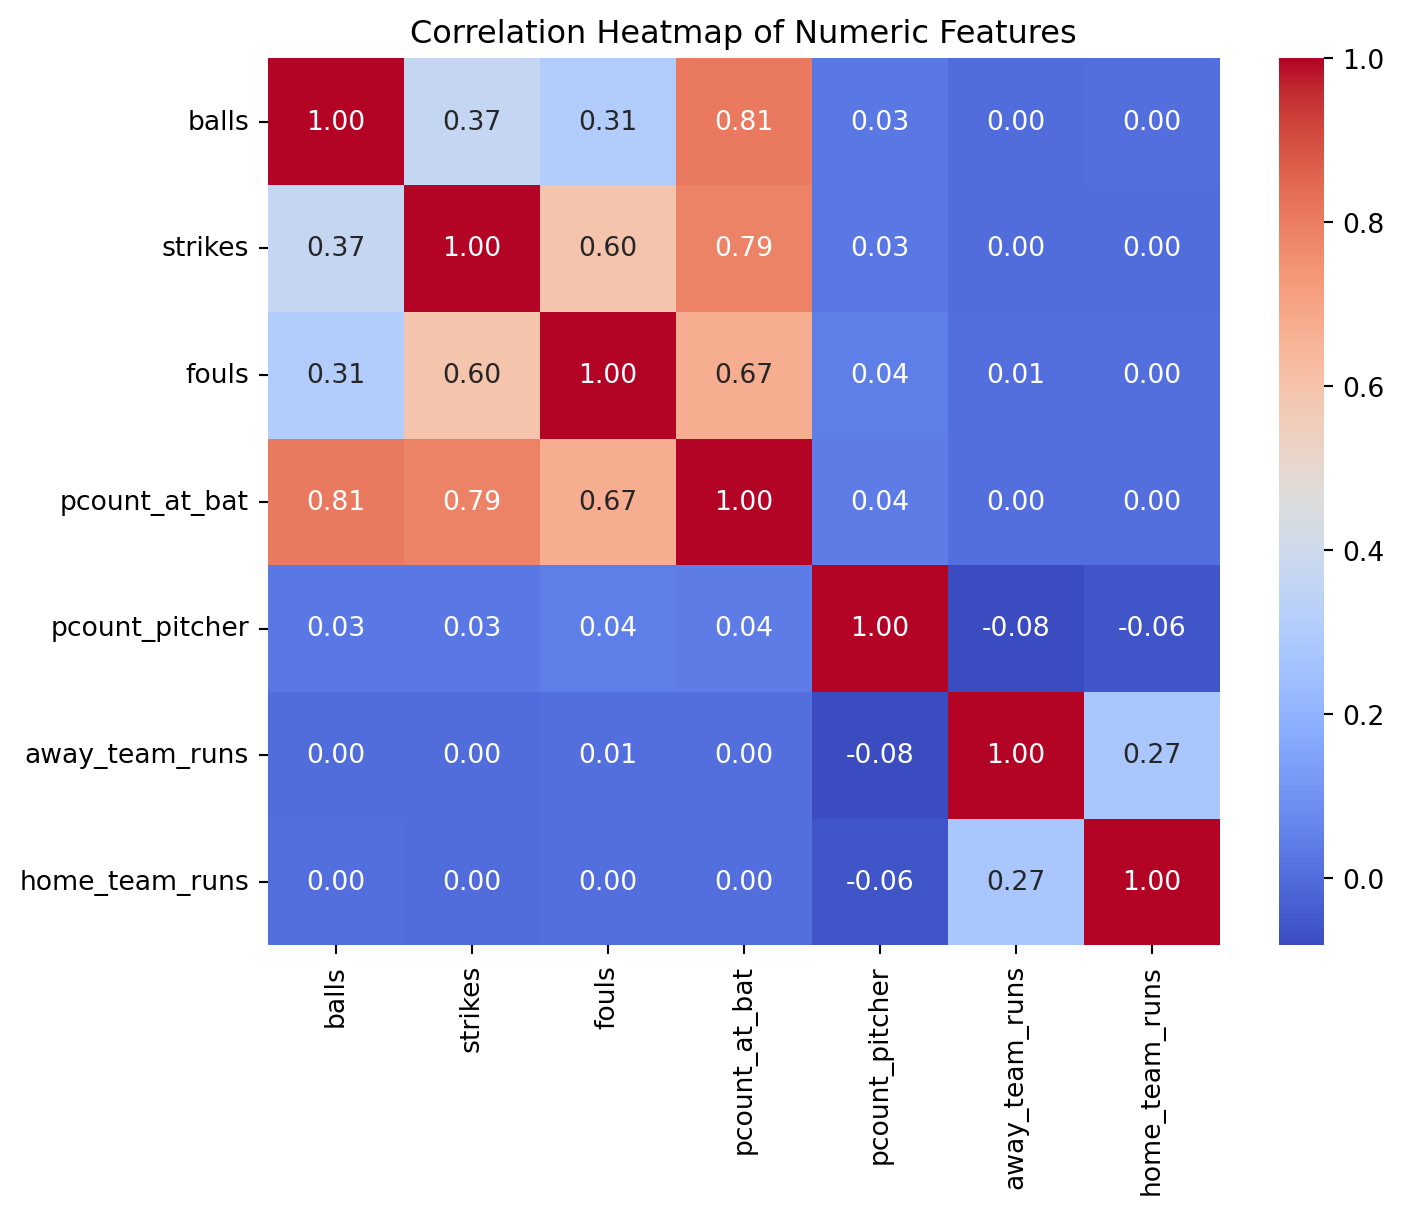 Correlation Heatmap of Numeric Features
balls 1.00 0.37 0.31 0.81 0.03 0.00 0.00
strikes 0.37 1.00 0.60 0.79 0.03 0.00 0.00
fouls 0.31 0.60 1.00 0.67 0.04 0.01 0.00
pcount_at_bat 0.81 0.79 0.67 1.00 0.04 0.00 0.00
pcount_pitcher 0.03 0.03 0.04 0.04 1.00 -0.08 -0.06
away_team_runs 0.00 0.00 0.01 0.00 -0.08 1.00 0.27
home_team_runs 0.00 0.00 0.00 0.00 -0.06 0.27 1.00
balls
strikes
fouls
pcount_at_bat
pcount_pitcher
away_team_runs
home_team_runs
1.0
0.8
0.6
0.4
0.2
0.0